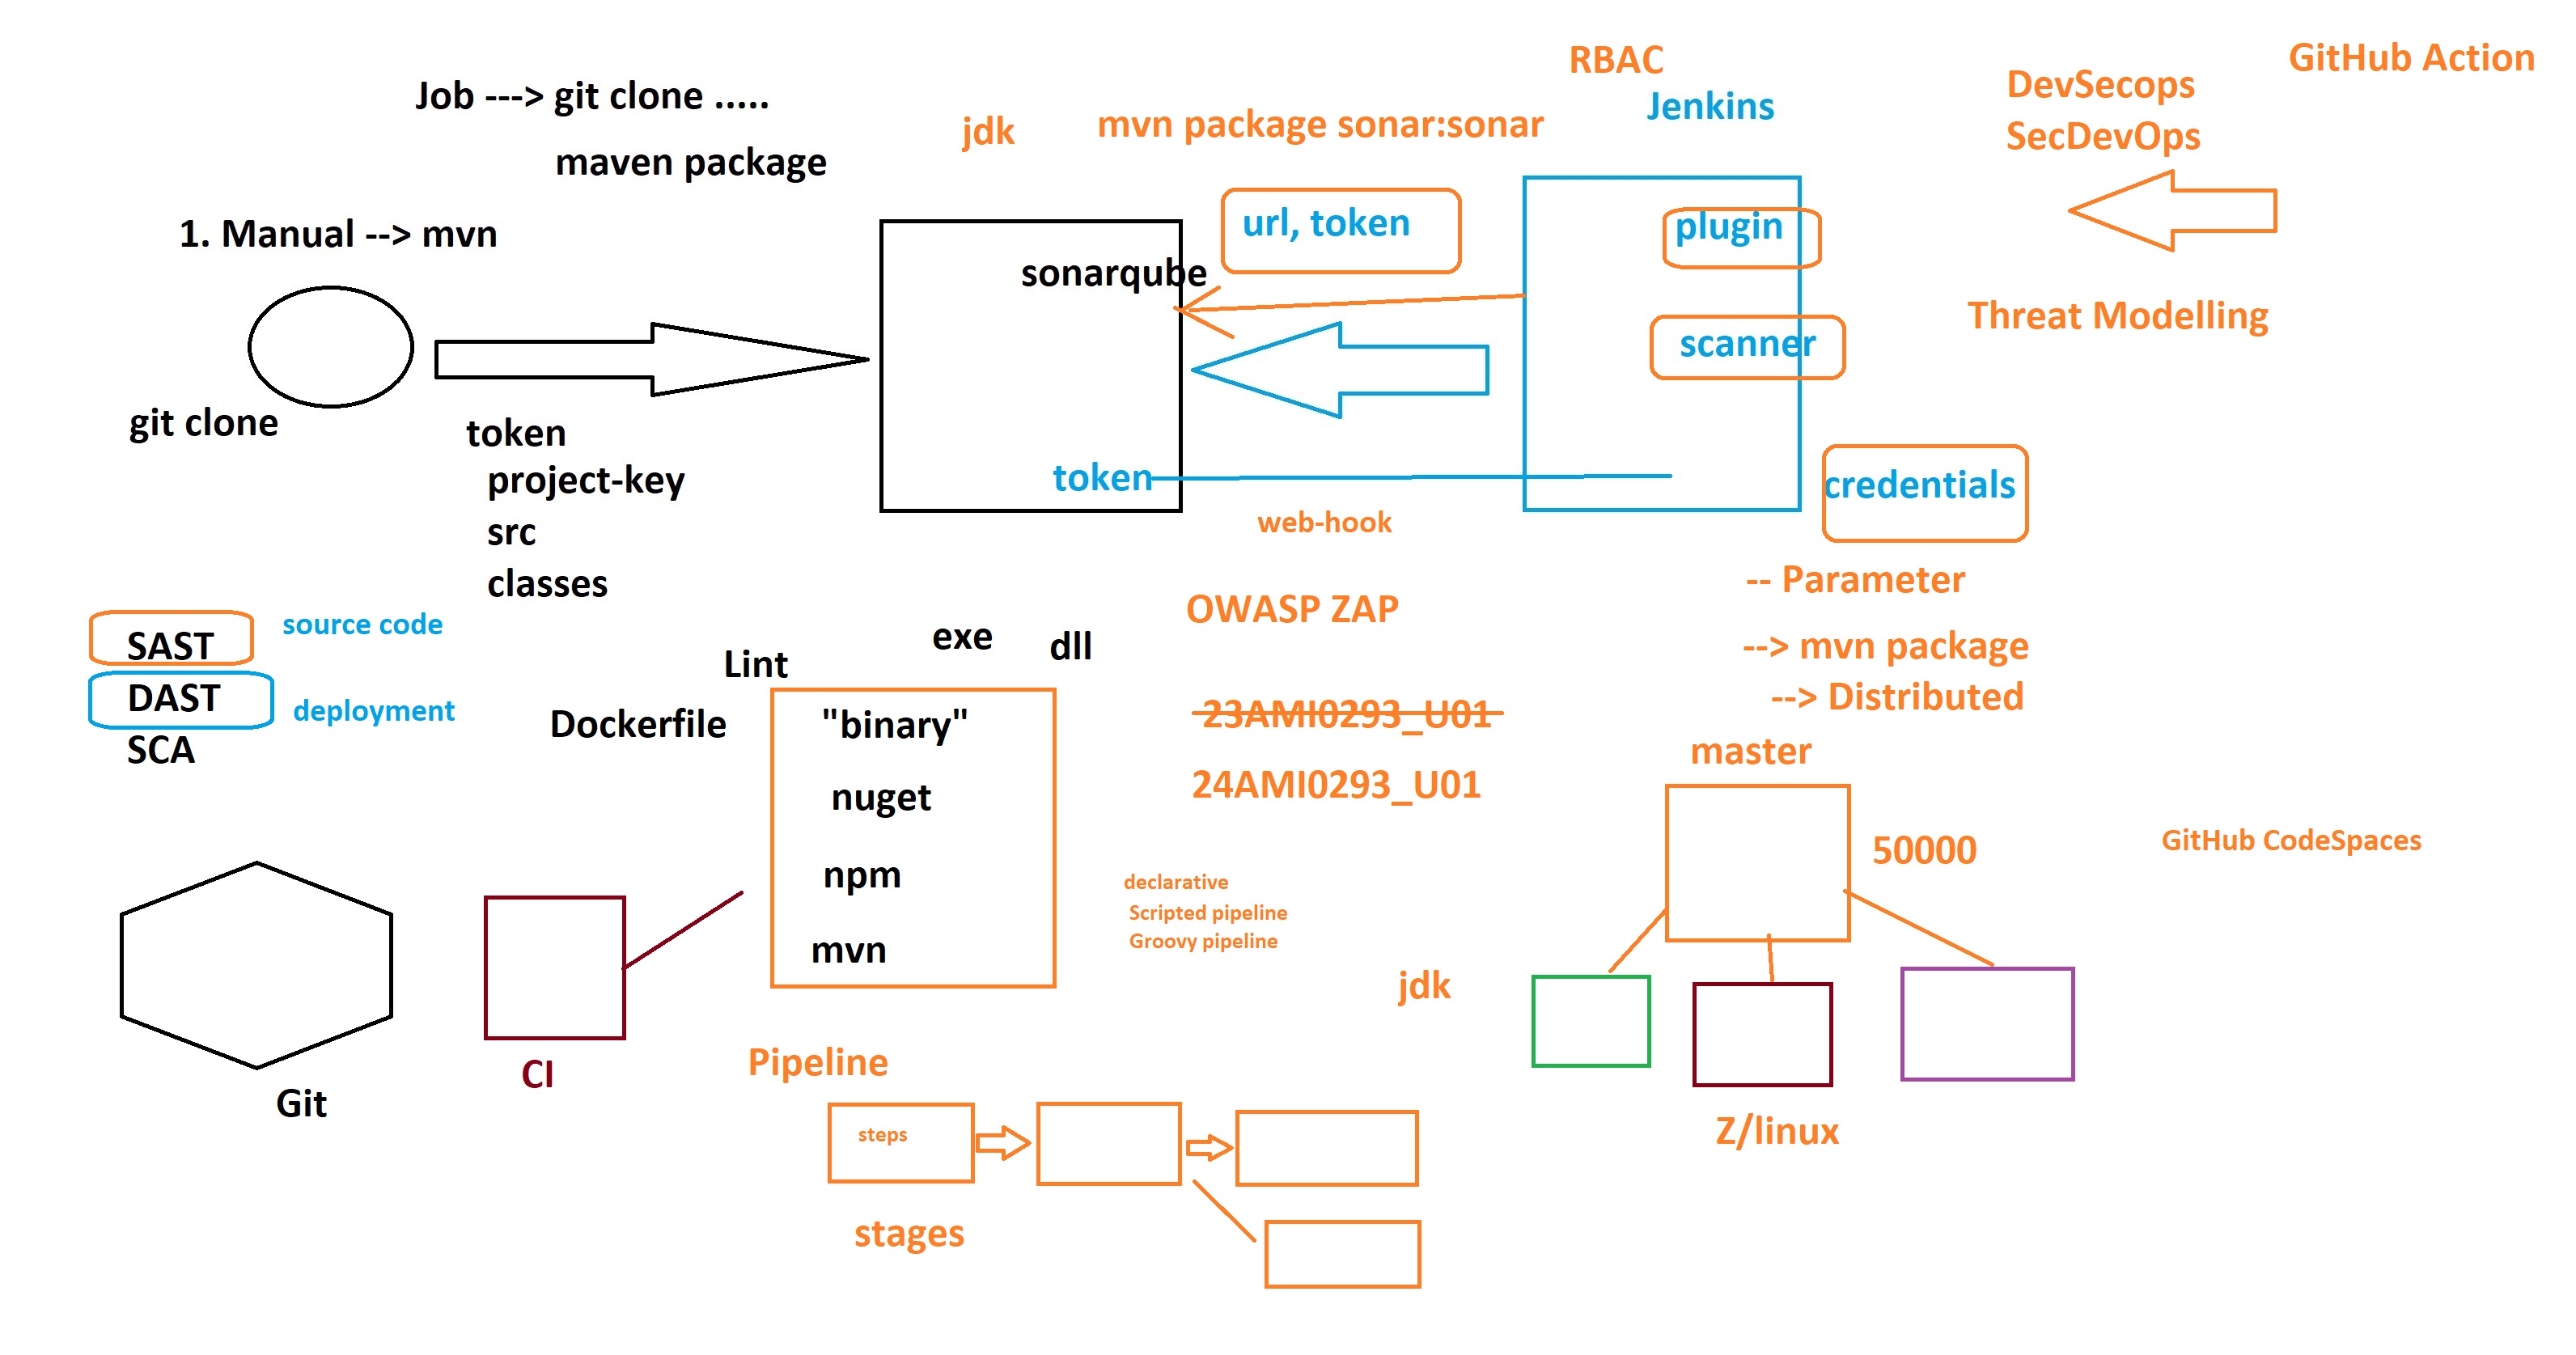 RBAC
GitHub Action
Job ---> git clone .....
DevSecops
Jenkins
jdk
mvn package sonar:sonar
SecDevOps
maven package
1. Manual --> mvn
url, token
plugin
sonarqube
Threat Modelling
scanner
git clone
token
project-key
src
classes
token
credentials
web-hook
-- Parameter
--> mvn package
--> Distributed
SAST
source code
DAST
deployment
SCA
Lint
exe
dll
OWASP ZAP
Dockerfile
"binary"
nuget
npm
mvn
23AMI0293_U01
24AMI0293_U01
master
50000
GitHub CodeSpaces
declarative
Scripted pipeline
Groovy pipeline
jdk
Git
CI
Pipeline
steps
stages
Z/linux